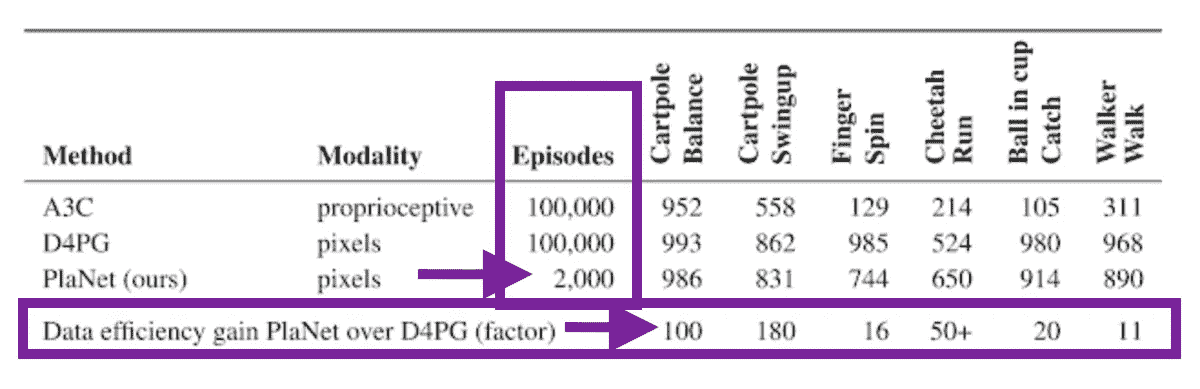 Method Modality Episodes Cartpole Balance Cartpole Swingup Finger Spin Cheetah Run Ball in cup Catch Walker Walk
A3C proprioceptive 100,000 952 558 129 214 105 311
D4PG pixels 100,000 993 862 985 524 980 968
PlaNet (ours) pixels 2,000 986 831 744 650 914 890
Data efficiency gain PlaNet over D4PG (factor) 100 180 16 50+ 20 11